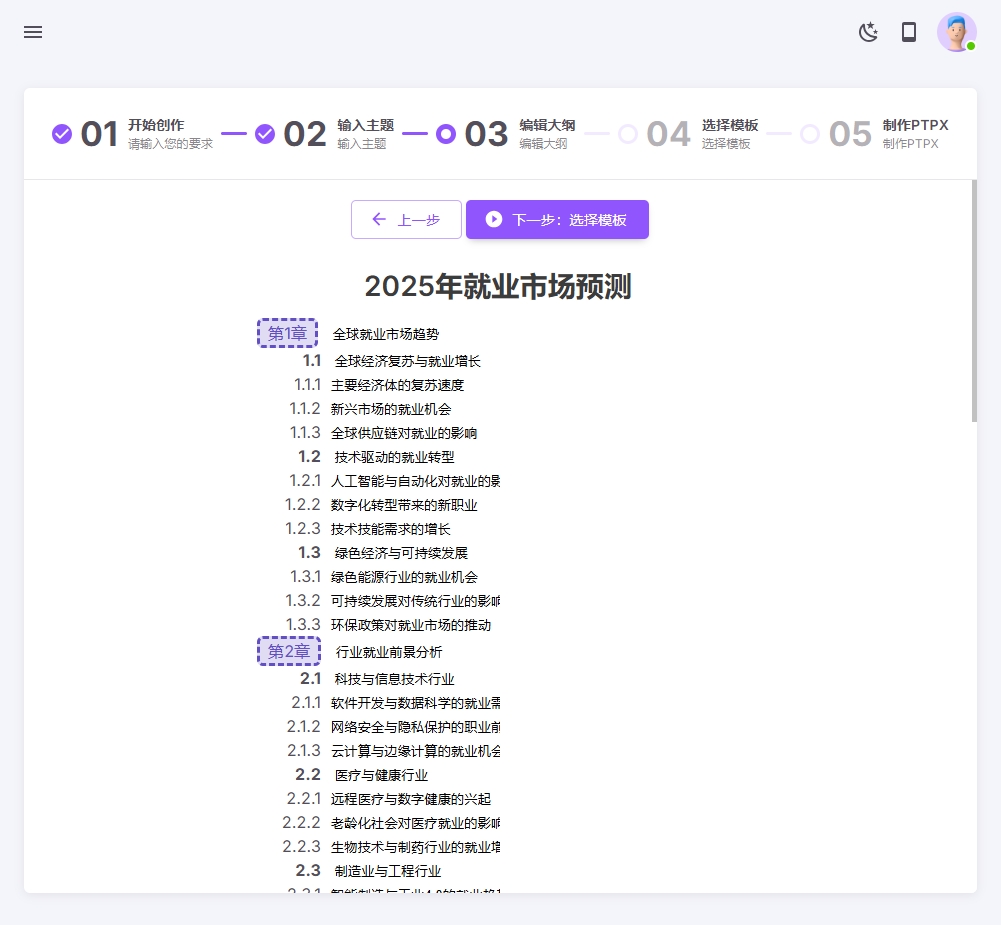 01 开始创作 请输入您的要求
02 输入主题 输入主题
03 编辑大纲 编辑大纲
04 选择模板 选择模板
05 制作PTPX 制作PTPX
上一步
下一步：选择模板
2025年就业市场预测
第1章 全球就业市场趋势
1.1 全球经济复苏与就业增长
1.1.1 主要经济体的复苏速度
1.1.2 新兴市场的就业机会
1.1.3 全球供应链对就业的影响
1.2 技术驱动的就业转型
1.2.1 人工智能与自动化对就业的影
1.2.2 数字化转型带来的新职业
1.2.3 技术技能需求的增长
1.3 绿色经济与可持续发展
1.3.1 绿色能源行业的就业机会
1.3.2 可持续发展对传统行业的影响
1.3.3 环保政策对就业市场的推动
第2章 行业就业前景分析
2.1 科技与信息技术行业
2.1.1 软件开发与数据科学的就业需
2.1.2 网络安全与隐私保护的职业前
2.1.3 云计算与边缘计算的就业机会
2.2 医疗与健康行业
2.2.1 远程医疗与数字健康的兴起
2.2.2 老龄化社会对医疗就业的影响
2.2.3 生物技术与制药行业的就业增
2.3 制造业与工程行业